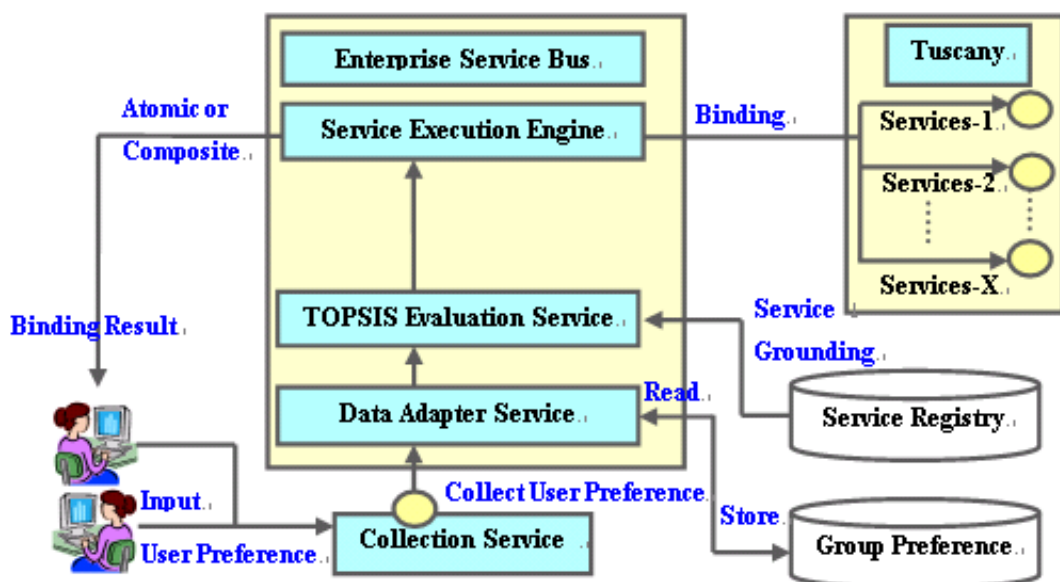 Enterprise Service Bus
Tuscany
Atomic or
Composite
Service Execution Engine
Binding
Services-1
Services-2
Services-X
Binding Result
TOPSIS Evaluation Service
Service
Grounding
Data Adapter Service
Read
Service Registry
Input
User Preference
Collect User Preference
Collection Service
Store
Group Preference